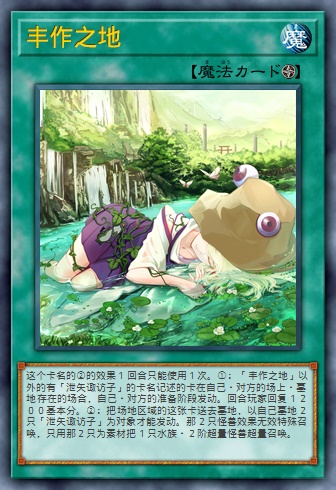 丰作之地
【魔法カード】
这个卡名的②的效果1回合只能使用1次。①：「丰作之地」以
外的有「泄矢诹访子」的卡名记述的卡在自己·对方的场上·墓
地存在的场合，自己·对方的准备阶段发动。回合玩家回复12
00基本分。②：把场地区域的这张卡送去墓地，以自己墓地2
只「泄矢诹访子」为对象才能发动。那2只怪兽效果无效特殊召
唤，只用那2只为素材把1只水族·2阶超量怪兽超量召唤。